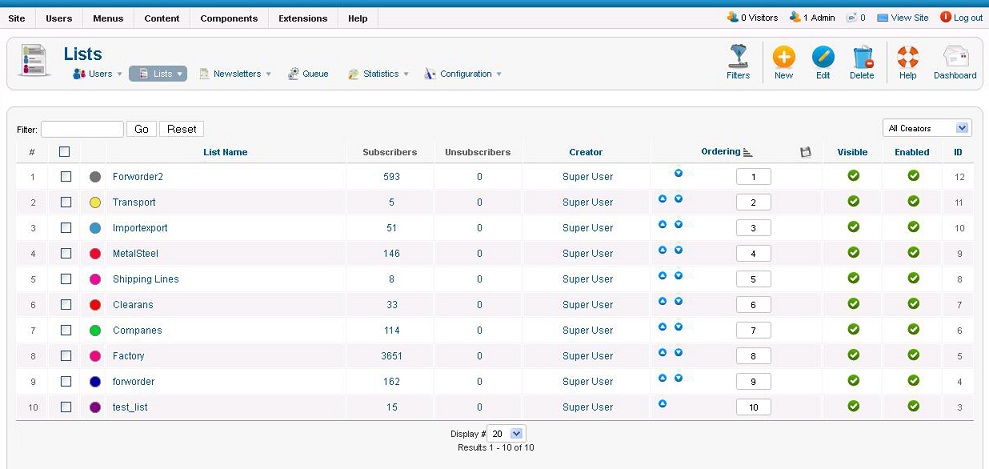 Site Users Menus Content Components Extensions Help 0 Visitors 1 Admin 0 View Site Log out
Lists
Users Lists Newsletters Queue Statistics Configuration
Filters New Edit Delete Help Dashboard
Filter: Go Reset All Creators
# List Name Subscribers Unsubscribers Creator Ordering Visible Enabled ID
1 Forworder2 593 0 Super User 1 12
2 Transport 5 0 Super User 2 11
3 Importexport 51 0 Super User 3 10
4 MetalSteel 146 0 Super User 4 9
5 Shipping Lines 8 0 Super User 5 8
6 Clearans 33 0 Super User 6 7
7 Companes 114 0 Super User 7 6
8 Factory 3651 0 Super User 8 5
9 forworder 162 0 Super User 9 4
10 test_list 15 0 Super User 10 3
Display # 20
Results 1 - 10 of 10